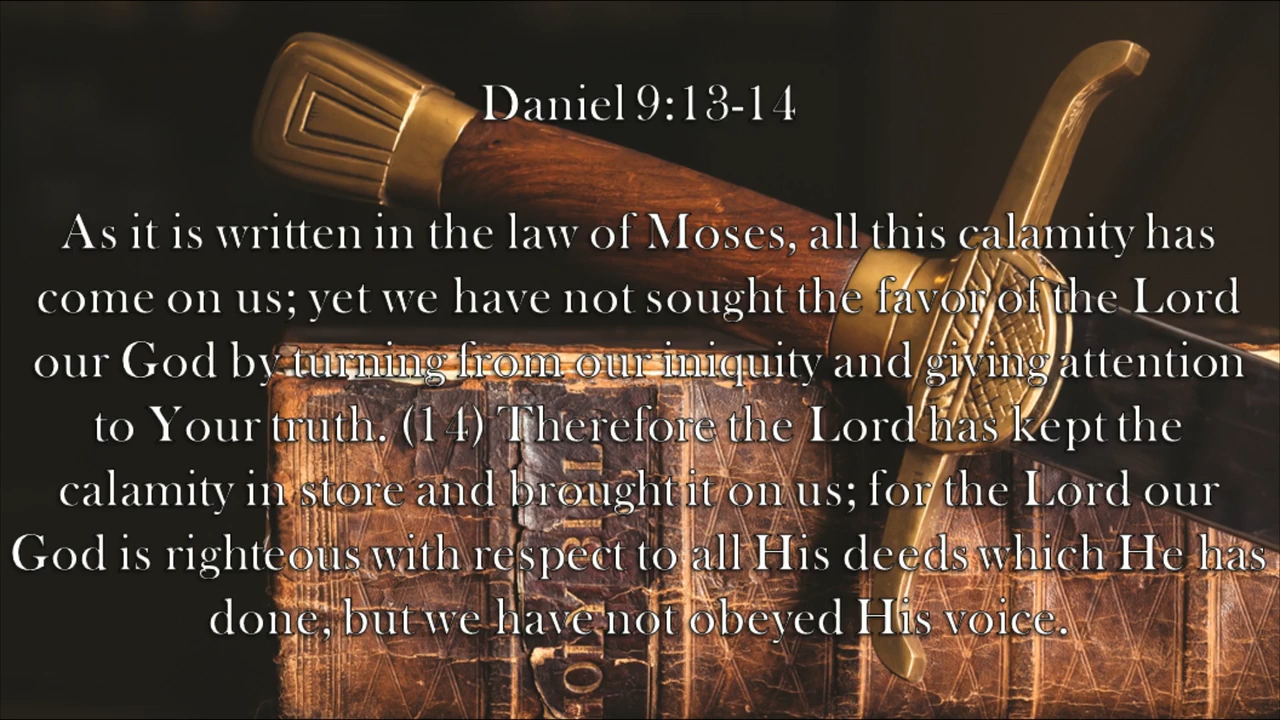 Daniel 9:13-14
As it is written in the law of Moses, all this calamity has
come on us; yet we have not sought the favor of the Lord
our God by turning from our iniquity and giving attention
to Your truth. (14) Therefore the Lord has kept the
calamity in store and brought it on us; for the Lord our
God is righteous with respect to all His deeds which He has
done, but we have not obeyed His voice.
HOLY BIBL